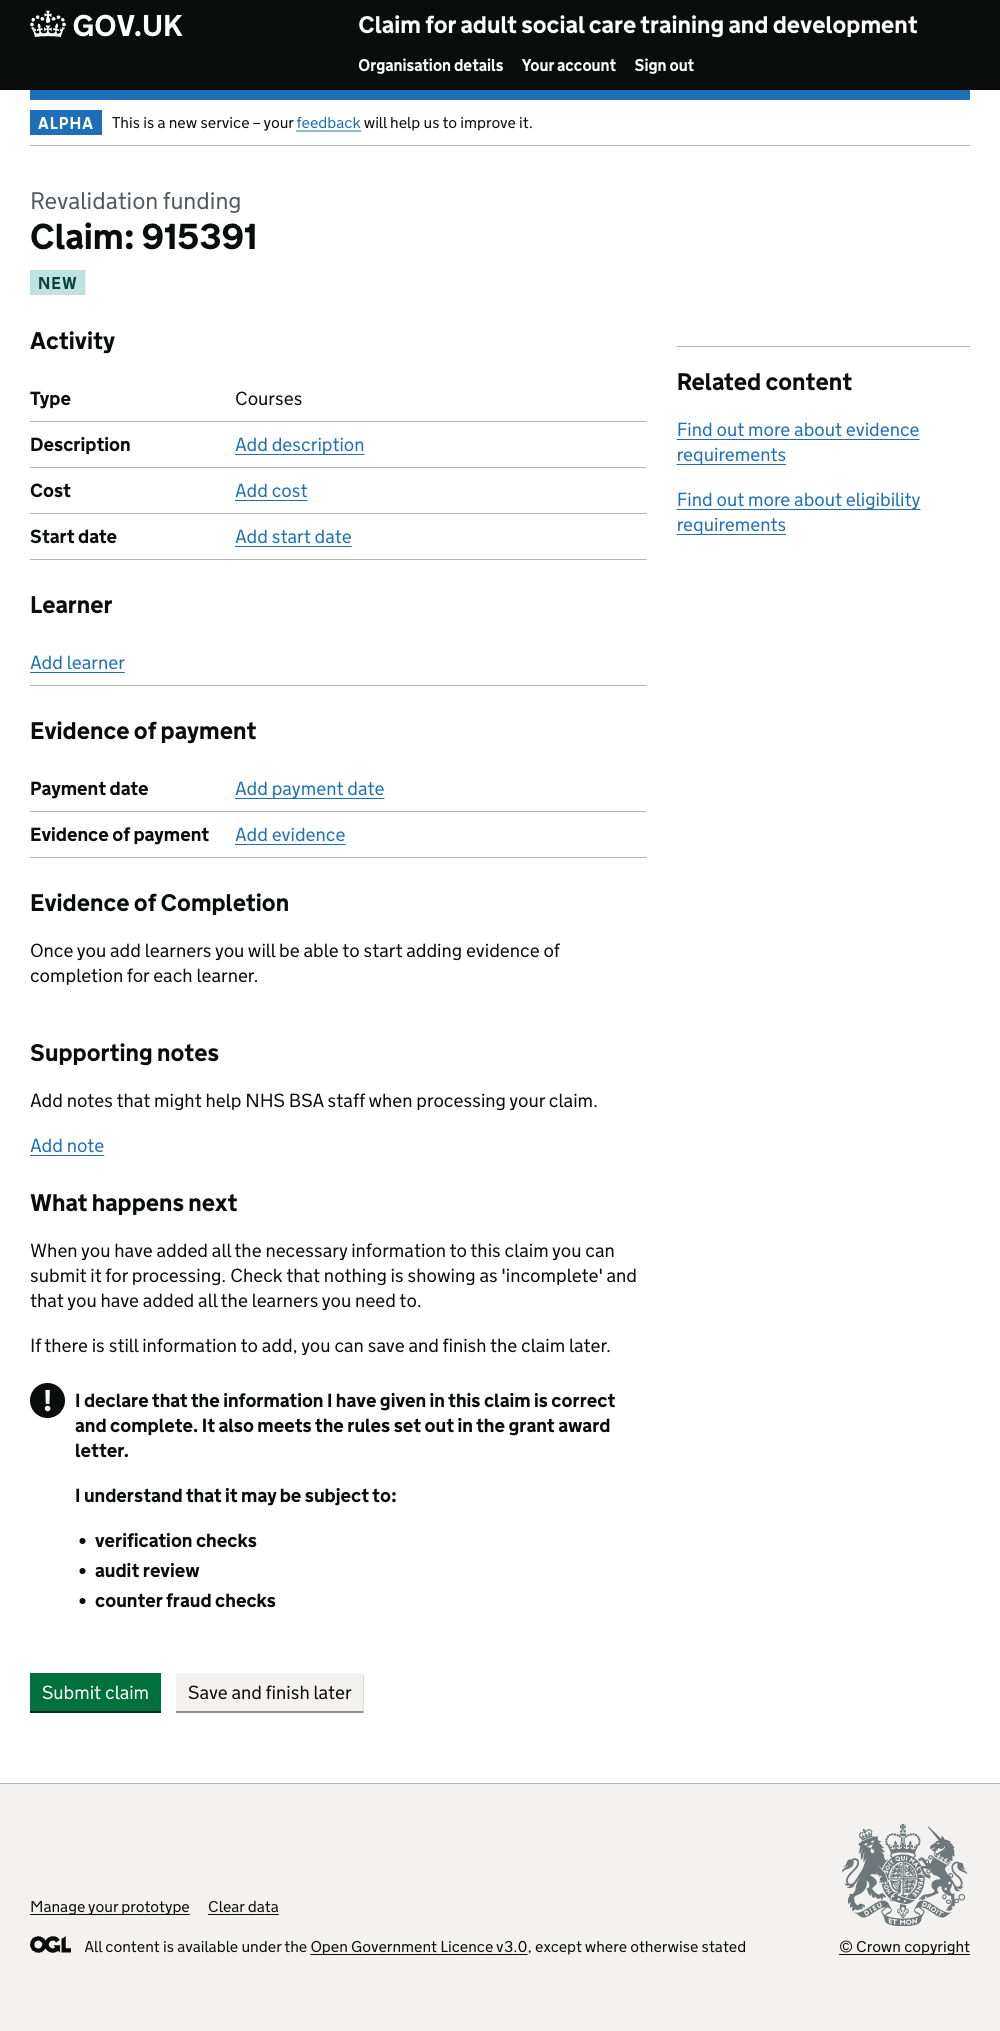 GOV.UK
Claim for adult social care training and development
Organisation details Your account Sign out
ALPHA This is a new service – your feedback will help us to improve it.
Revalidation funding
Claim: 915391
NEW
Activity
Type Courses
Description Add description
Cost Add cost
Start date Add start date
Related content
Find out more about evidence
requirements
Find out more about eligibility
requirements
Learner
Add learner
Evidence of payment
Payment date Add payment date
Evidence of payment Add evidence
Evidence of Completion
Once you add learners you will be able to start adding evidence of
completion for each learner.
Supporting notes
Add notes that might help NHS BSA staff when processing your claim.
Add note
What happens next
When you have added all the necessary information to this claim you can
submit it for processing. Check that nothing is showing as 'incomplete' and
that you have added all the learners you need to.
If there is still information to add, you can save and finish the claim later.
! I declare that the information I have given in this claim is correct
and complete. It also meets the rules set out in the grant award
letter.
I understand that it may be subject to:
• verification checks
• audit review
• counter fraud checks
Submit claim Save and finish later
Manage your prototype Clear data
OGL All content is available under the Open Government Licence v3.0, except where otherwise stated
DIEU ET MON DROIT
© Crown copyright